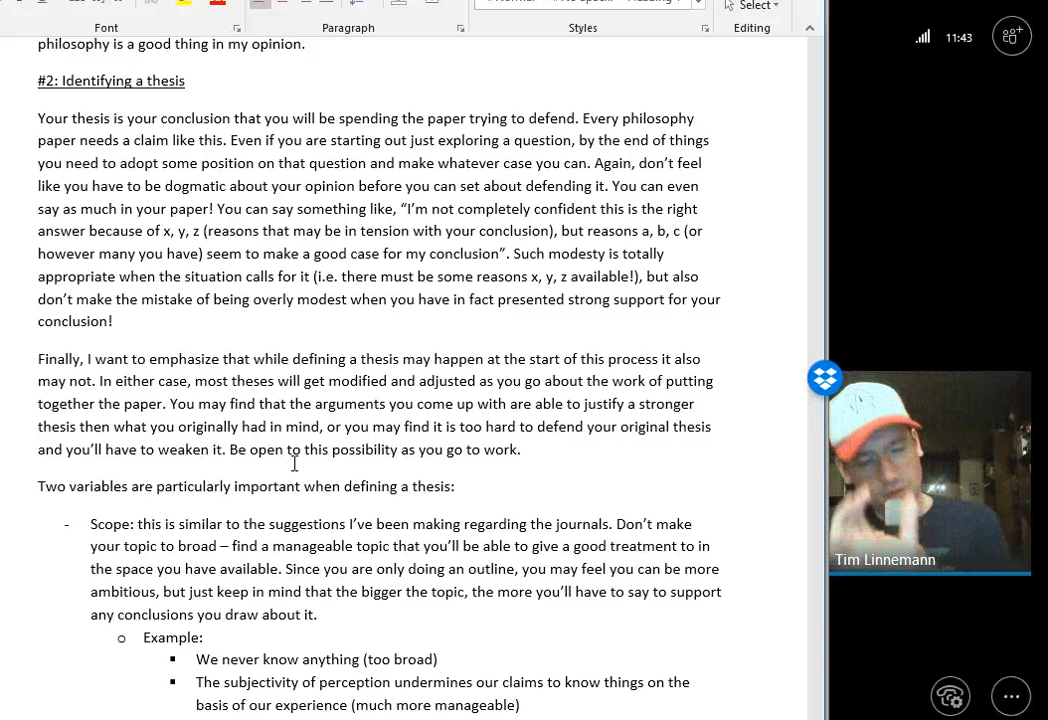 Select
Font
Paragraph
Styles
Editing
11:43
philosophy is a good thing in my opinion.
#2: Identifying a thesis
Your thesis is your conclusion that you will be spending the paper trying to defend. Every philosophy
paper needs a claim like this. Even if you are starting out just exploring a question, by the end of things
you need to adopt some position on that question and make whatever case you can. Again, don’t feel
like you have to be dogmatic about your opinion before you can set about defending it. You can even
say as much in your paper! You can say something like, “I’m not completely confident this is the right
answer because of x, y, z (reasons that may be in tension with your conclusion), but reasons a, b, c (or
however many you have) seem to make a good case for my conclusion”. Such modesty is totally
appropriate when the situation calls for it (i.e. there must be some reasons x, y, z available!), but also
don’t make the mistake of being overly modest when you have in fact presented strong support for your
conclusion!
Finally, I want to emphasize that while defining a thesis may happen at the start of this process it also
may not. In either case, most theses will get modified and adjusted as you go about the work of putting
together the paper. You may find that the arguments you come up with are able to justify a stronger
thesis then what you originally had in mind, or you may find it is too hard to defend your original thesis
and you’ll have to weaken it. Be open to this possibility as you go to work.
Two variables are particularly important when defining a thesis:
- Scope: this is similar to the suggestions I’ve been making regarding the journals. Don’t make
your topic to broad – find a manageable topic that you’ll be able to give a good treatment to in
the space you have available. Since you are only doing an outline, you may feel you can be more
ambitious, but just keep in mind that the bigger the topic, the more you’ll have to say to support
any conclusions you draw about it.
o Example:
▪ We never know anything (too broad)
▪ The subjectivity of perception undermines our claims to know things on the
basis of our experience (much more manageable)
Tim Linnemann